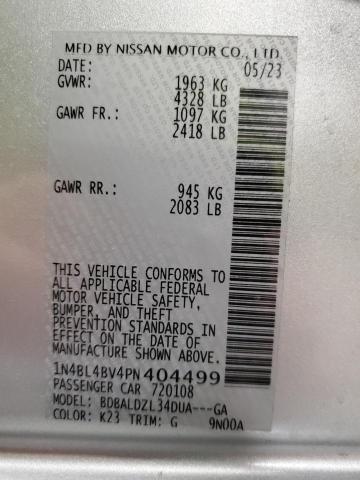 MFD BY NISSAN MOTOR CO., LTD.
DATE: 05/23
GVWR: 1963 KG
4328 LB
GAWR FR.: 1097 KG
2418 LB
GAWR RR.: 945 KG
2083 LB
THIS VEHICLE CONFORMS TO
ALL APPLICABLE FEDERAL
MOTOR VEHICLE SAFETY,
BUMPER, AND THEFT
PREVENTION STANDARDS IN
EFFECT ON THE DATE OF
MANUFACTURE SHOWN ABOVE.
1N4BL4BV4PN404499
PASSENGER CAR 720108
MODEL: BDBALDZL34DUA---GA
COLOR: K23 TRIM: G 9N00A